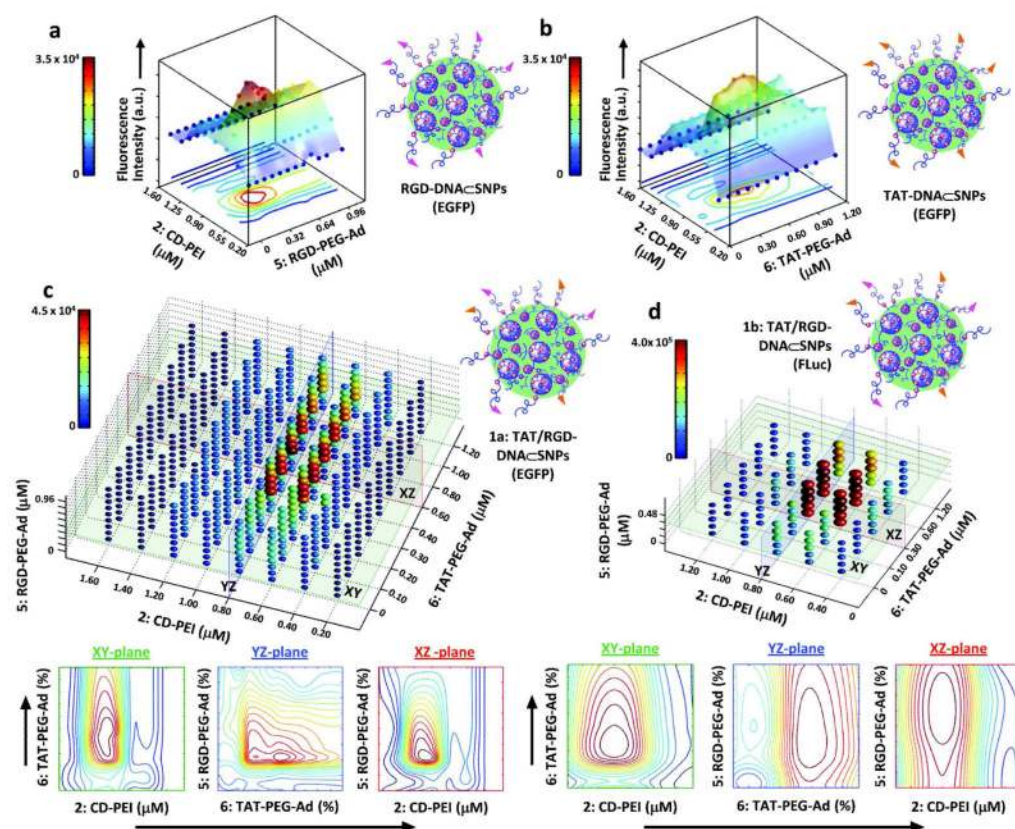 a
3.5 x 10⁴
0
Fluorescence
Intensity (a.u.)
1.60
1.25
0.90
0.55
0.20
2: CD-PEI
(μM)
0
0.32
0.64
0.96
5: RGD-PEG-Ad
(μM)
RGD-DNA⊂SNPs
(EGFP)
b
3.5 x 10⁴
0
Fluorescence
Intensity (a.u.)
1.60
1.25
0.90
0.55
0.20
2: CD-PEI
(μM)
0
0.30
0.60
0.90
1.20
6: TAT-PEG-Ad
(μM)
TAT-DNA⊂SNPs
(EGFP)
c
4.5 x 10⁴
0
1a: TAT/RGD-
DNA⊂SNPs
(EGFP)
5: RGD-PEG-Ad (μM)
0.96
0
1.60
1.40
1.20
1.00
0.80
0.60
0.40
0.20
2: CD-PEI (μM)
0
0.10
0.20
0.30
0.40
0.60
0.80
1.00
1.20
6: TAT-PEG-Ad (μM)
XZ
YZ
XY
d
4.0 x 10⁵
0
1b: TAT/RGD-
DNA⊂SNPs
(FLuc)
5: RGD-PEG-Ad
(μM)
0.48
0
1.20
1.00
0.80
0.60
0.40
0
2: CD-PEI (μM)
0
0.10
0.30
0.60
1.20
6: TAT-PEG-Ad (μM)
XZ
YZ
XY
XY-plane
6: TAT-PEG-Ad (%)
2: CD-PEI (μM)
YZ-plane
5: RGD-PEG-Ad (%)
6: TAT-PEG-Ad (%)
XZ -plane
5: RGD-PEG-Ad (%)
2: CD-PEI (μM)
XY-plane
6: TAT-PEG-Ad (%)
2: CD-PEI (μM)
YZ-plane
5: RGD-PEG-Ad (%)
6: TAT-PEG-Ad (%)
XZ-plane
5: RGD-PEG-Ad (%)
2: CD-PEI (μM)